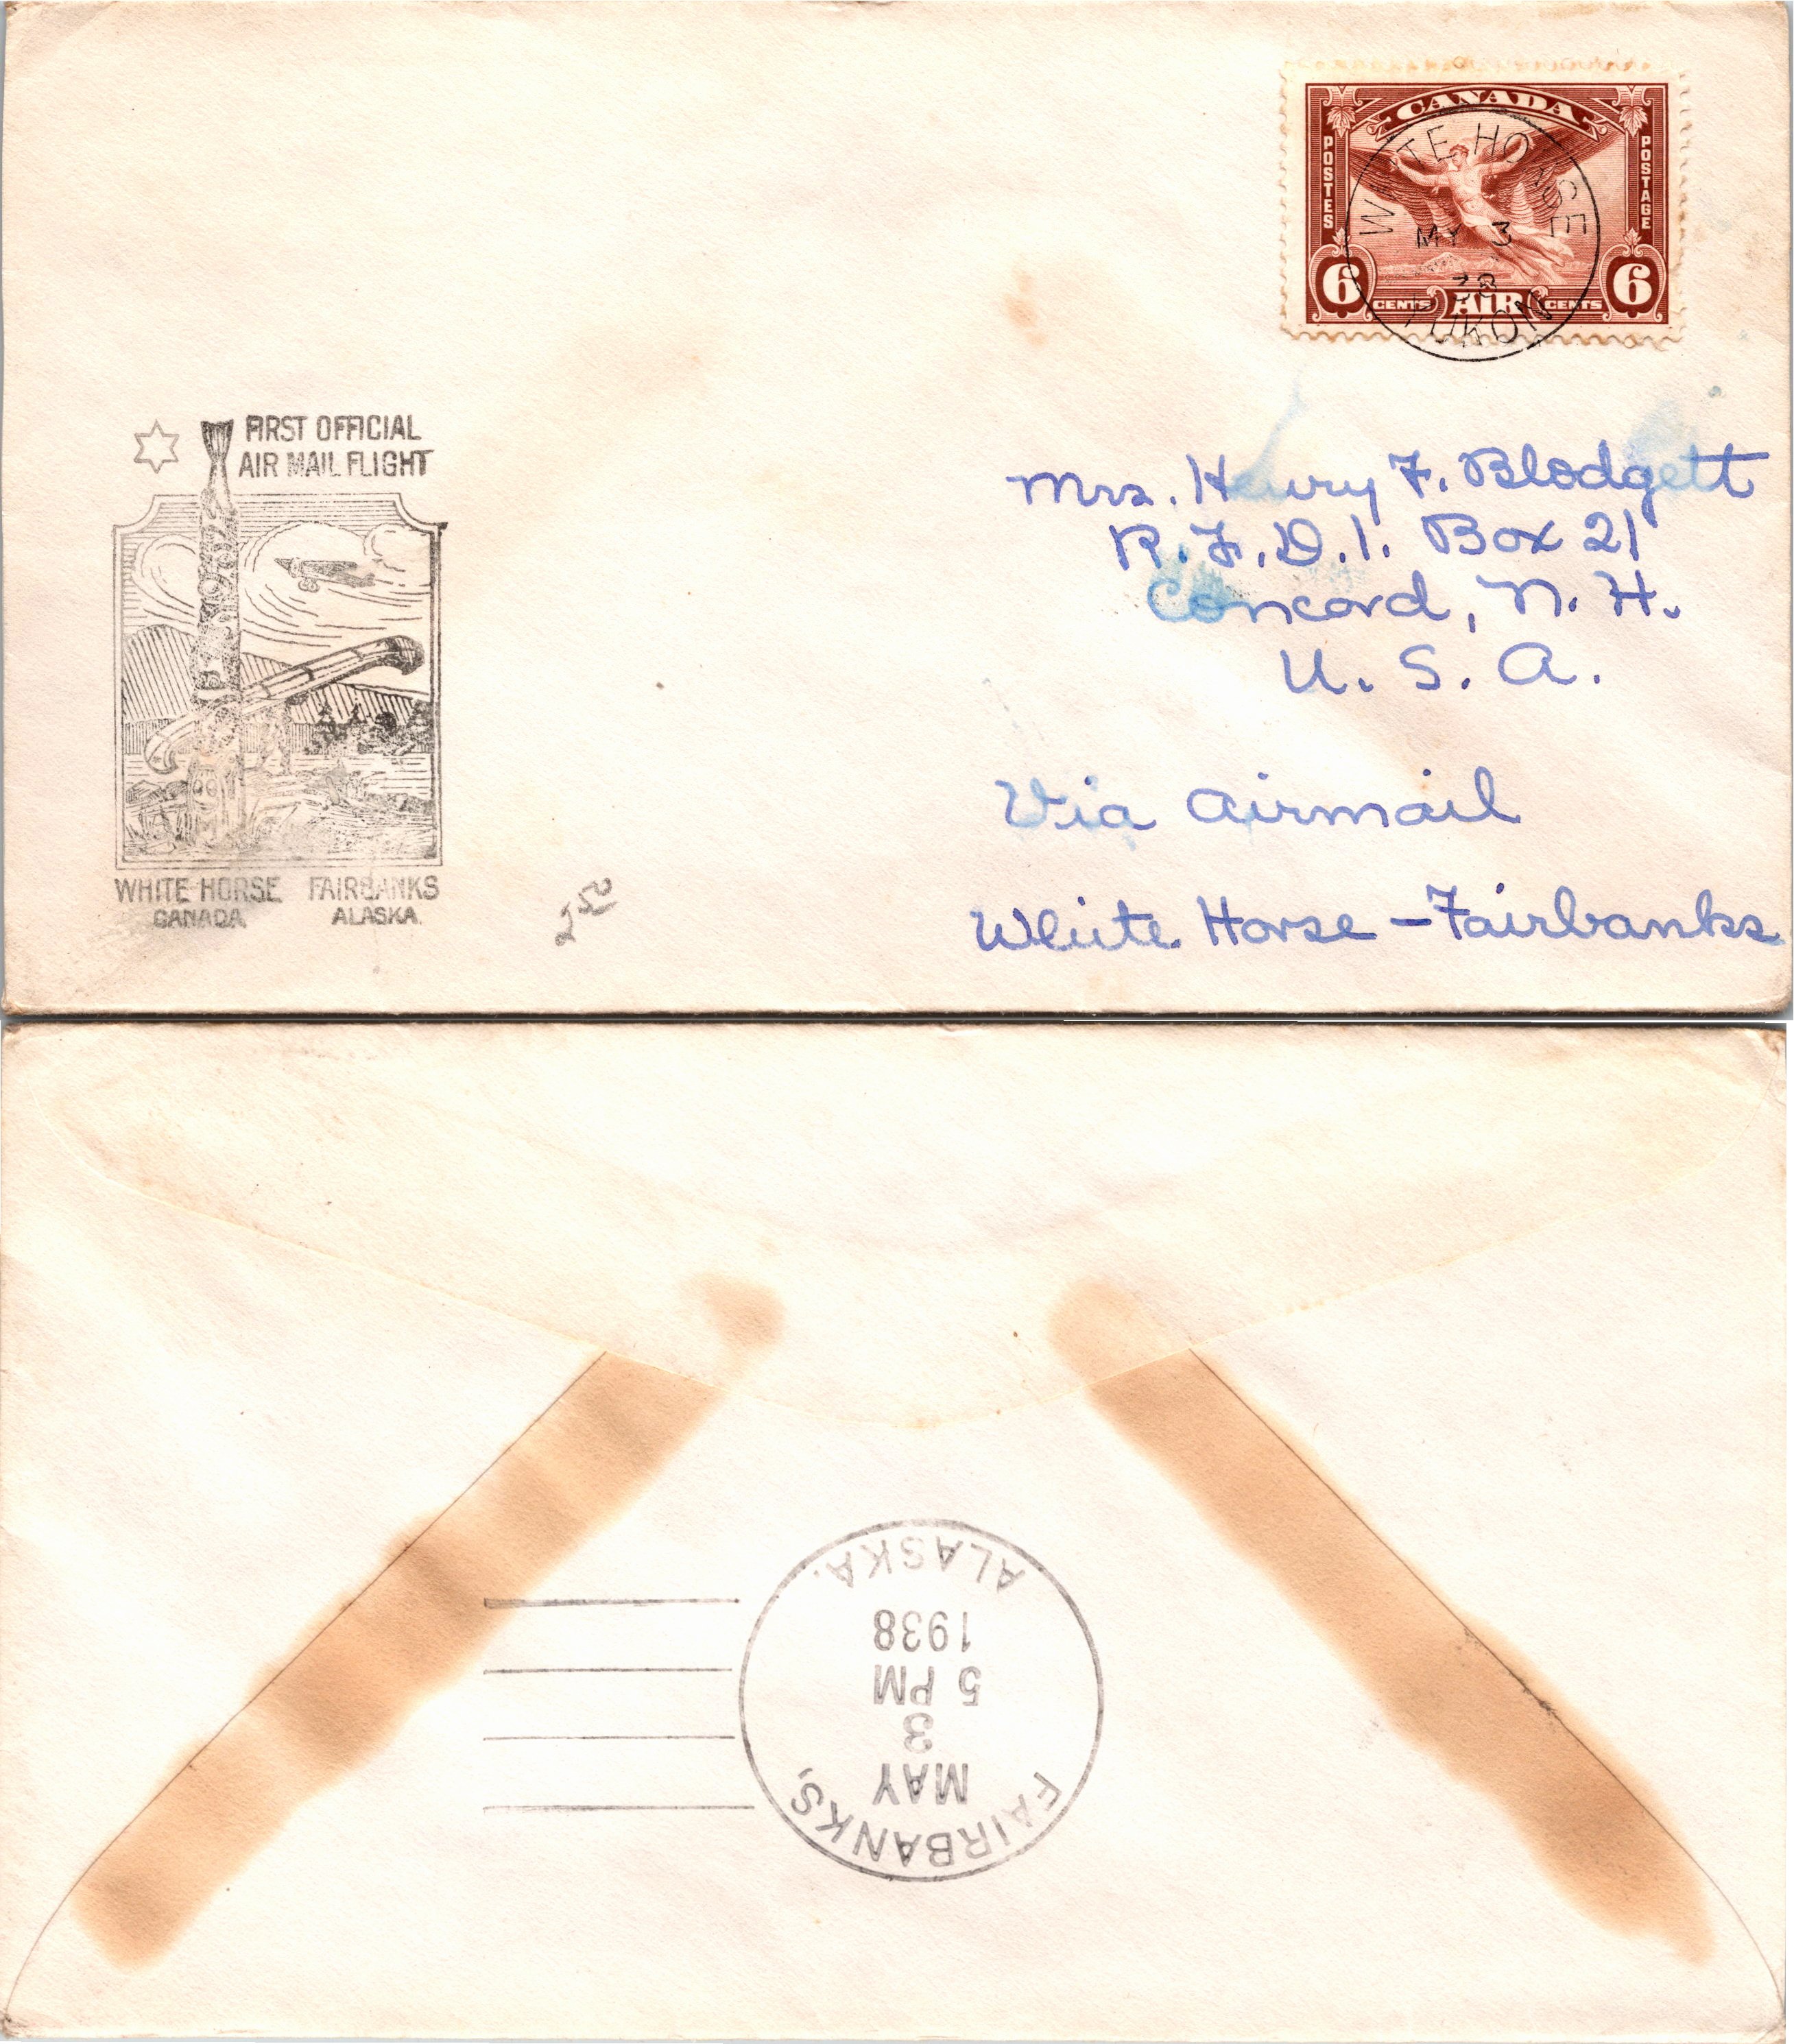 CANADA
POSTES
POSTAGE
6 CENTS AIR CENTS 6
WHITE HORSE
MY 3
38
YUKON
FIRST OFFICIAL
AIR MAIL FLIGHT
WHITE HORSE FAIRBANKS
CANADA. ALASKA.
2 50
Mrs. Henry F. Blodgett
R.F.D.1. Box 21
Concord, N. H.
U. S. A.
Via Airmail
White Horse - Fairbanks
FAIRBANKS,
MAY
3
5 PM
1938
ALASKA.